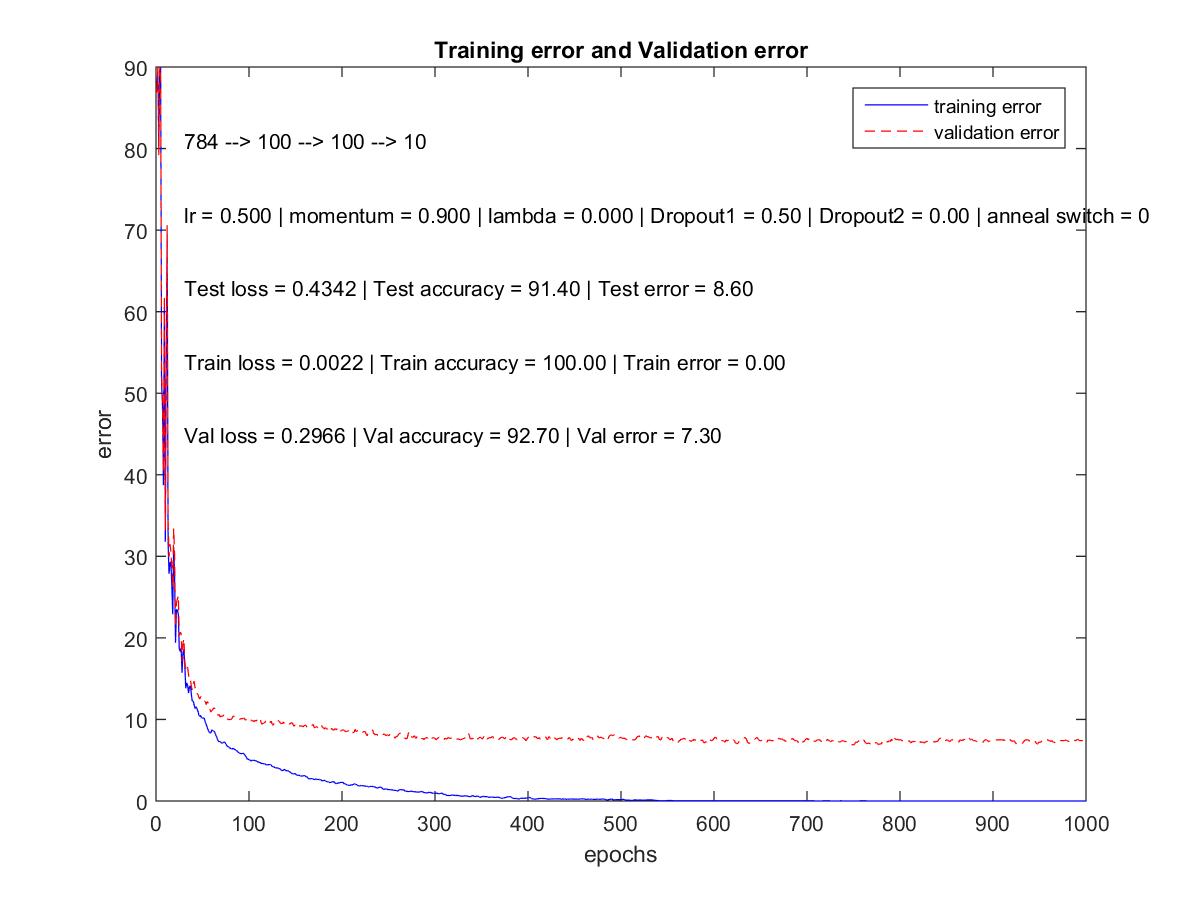 Training error and Validation error
training error
validation error
784 --> 100 --> 100 --> 10
lr = 0.500 | momentum = 0.900 | lambda = 0.000 | Dropout1 = 0.50 | Dropout2 = 0.00 | anneal switch = 0
Test loss = 0.4342 | Test accuracy = 91.40 | Test error = 8.60
Train loss = 0.0022 | Train accuracy = 100.00 | Train error = 0.00
Val loss = 0.2966 | Val accuracy = 92.70 | Val error = 7.30
error
90
80
70
60
50
40
30
20
10
0
0 100 200 300 400 500 600 700 800 900 1000
epochs